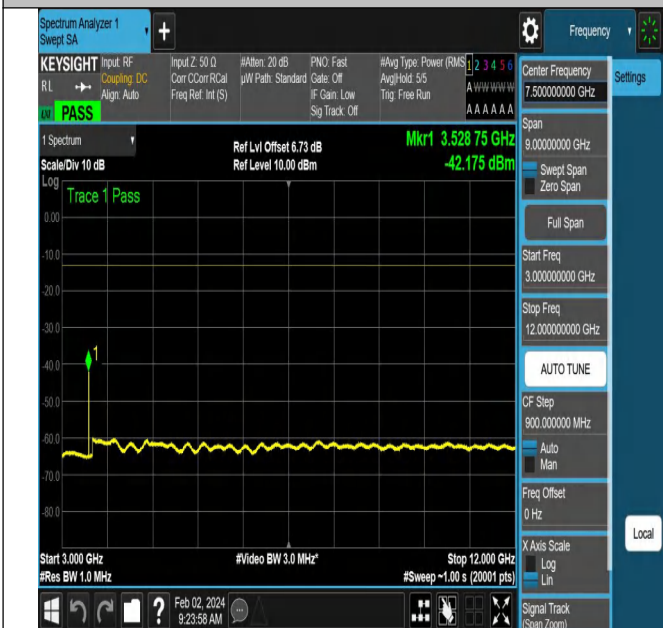 Spectrum Analyzer 1
Swept SA
+
Frequency
KEYSIGHT
RL
LXI
PASS
Input: RF
Coupling: DC
Align: Auto
Input Z: 50 Ω
Corr CCorr RCal
Freq Ref: Int (S)
#Atten: 20 dB
µW Path: Standard
PNO: Fast
Gate: Off
IF Gain: Low
Sig Track: Off
#Avg Type: Power (RMS
Avg|Hold: 5/5
Trig: Free Run
1 2 3 4 5 6
A W W W W W
A A A A A A
1 Spectrum
Scale/Div 10 dB
Ref Lvl Offset 6.73 dB
Ref Level 10.00 dBm
Mkr1 3.528 75 GHz
-42.175 dBm
Log
Trace 1 Pass
0.00
-10.0
-20.0
-30.0
-40.0
-50.0
-60.0
-70.0
-80.0
1
Start 3.000 GHz
#Res BW 1.0 MHz
#Video BW 3.0 MHz*
Stop 12.000 GHz
#Sweep ~1.00 s (20001 pts)
Center Frequency
7.500000000 GHz
Settings
Span
9.00000000 GHz
Swept Span
Zero Span
Full Span
Start Freq
3.000000000 GHz
Stop Freq
12.000000000 GHz
AUTO TUNE
CF Step
900.000000 MHz
Auto
Man
Freq Offset
0 Hz
X Axis Scale
Log
Lin
Local
Signal Track
(Span Zoom)
?
Feb 02, 2024
9:23:58 AM